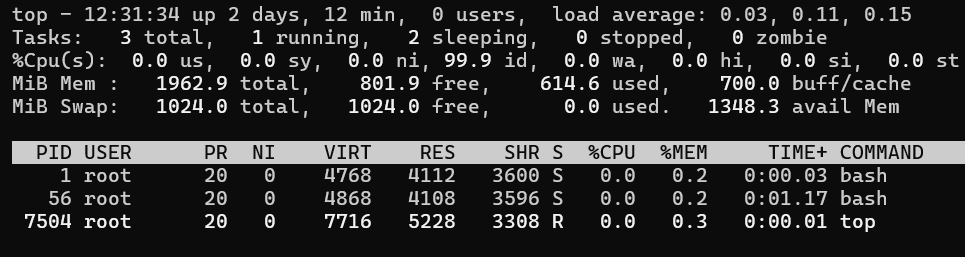 top - 12:31:34 up 2 days, 12 min,  0 users,  load average: 0.03, 0.11, 0.15
Tasks:   3 total,   1 running,   2 sleeping,   0 stopped,   0 zombie
%Cpu(s):  0.0 us,  0.0 sy,  0.0 ni, 99.9 id,  0.0 wa,  0.0 hi,  0.0 si,  0.0 st
MiB Mem :   1962.9 total,    801.9 free,    614.6 used,    700.0 buff/cache
MiB Swap:   1024.0 total,   1024.0 free,      0.0 used.   1348.3 avail Mem
  PID USER      PR  NI    VIRT    RES    SHR S  %CPU  %MEM     TIME+ COMMAND
    1 root      20   0    4768   4112   3600 S   0.0   0.2   0:00.03 bash
   56 root      20   0    4868   4108   3596 S   0.0   0.2   0:01.17 bash
 7504 root      20   0    7716   5228   3308 R   0.0   0.3   0:00.01 top